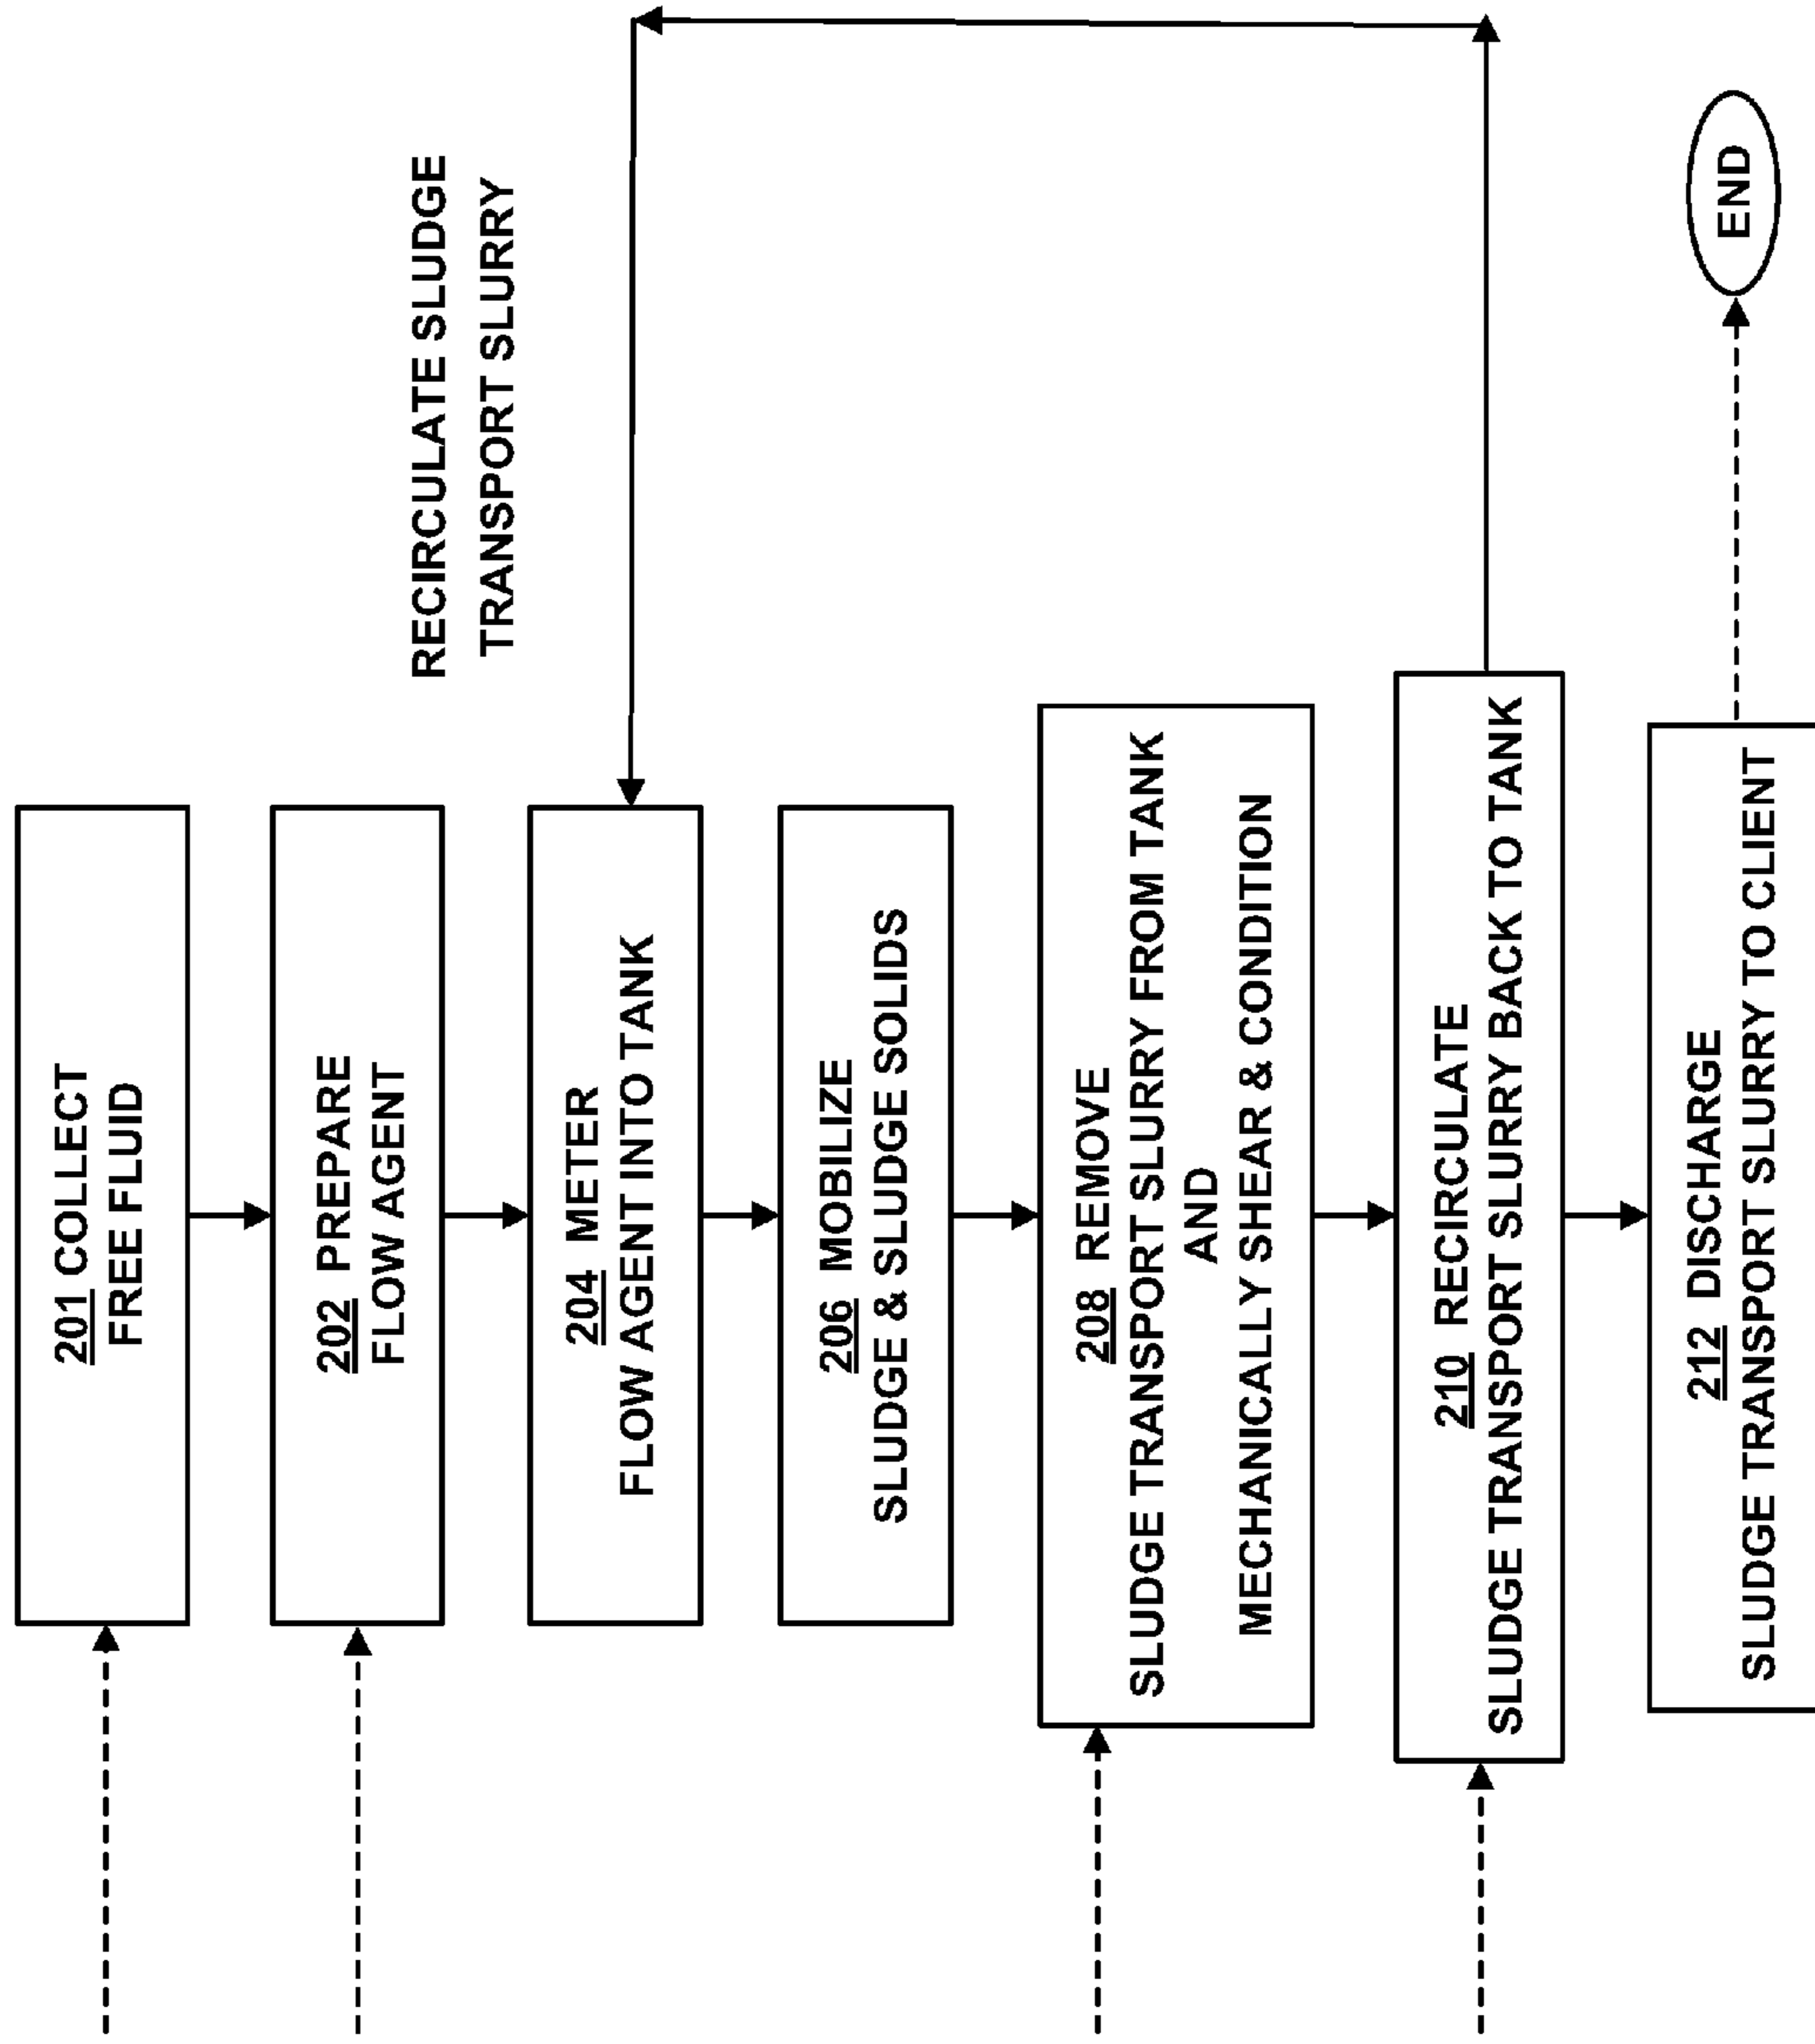 201 COLLECT
FREE FLUID
202 PREPARE
FLOW AGENT
204 METER
FLOW AGENT INTO TANK
RECIRCULATE SLUDGE
TRANSPORT SLURRY
206 MOBILIZE
SLUDGE & SLUDGE SOLIDS
208 REMOVE
SLUDGE TRANSPORT SLURRY FROM TANK
AND
MECHANICALLY SHEAR & CONDITION
210 RECIRCULATE
SLUDGE TRANSPORT SLURRY BACK TO TANK
212 DISCHARGE
SLUDGE TRANSPORT SLURRY TO CLIENT
END